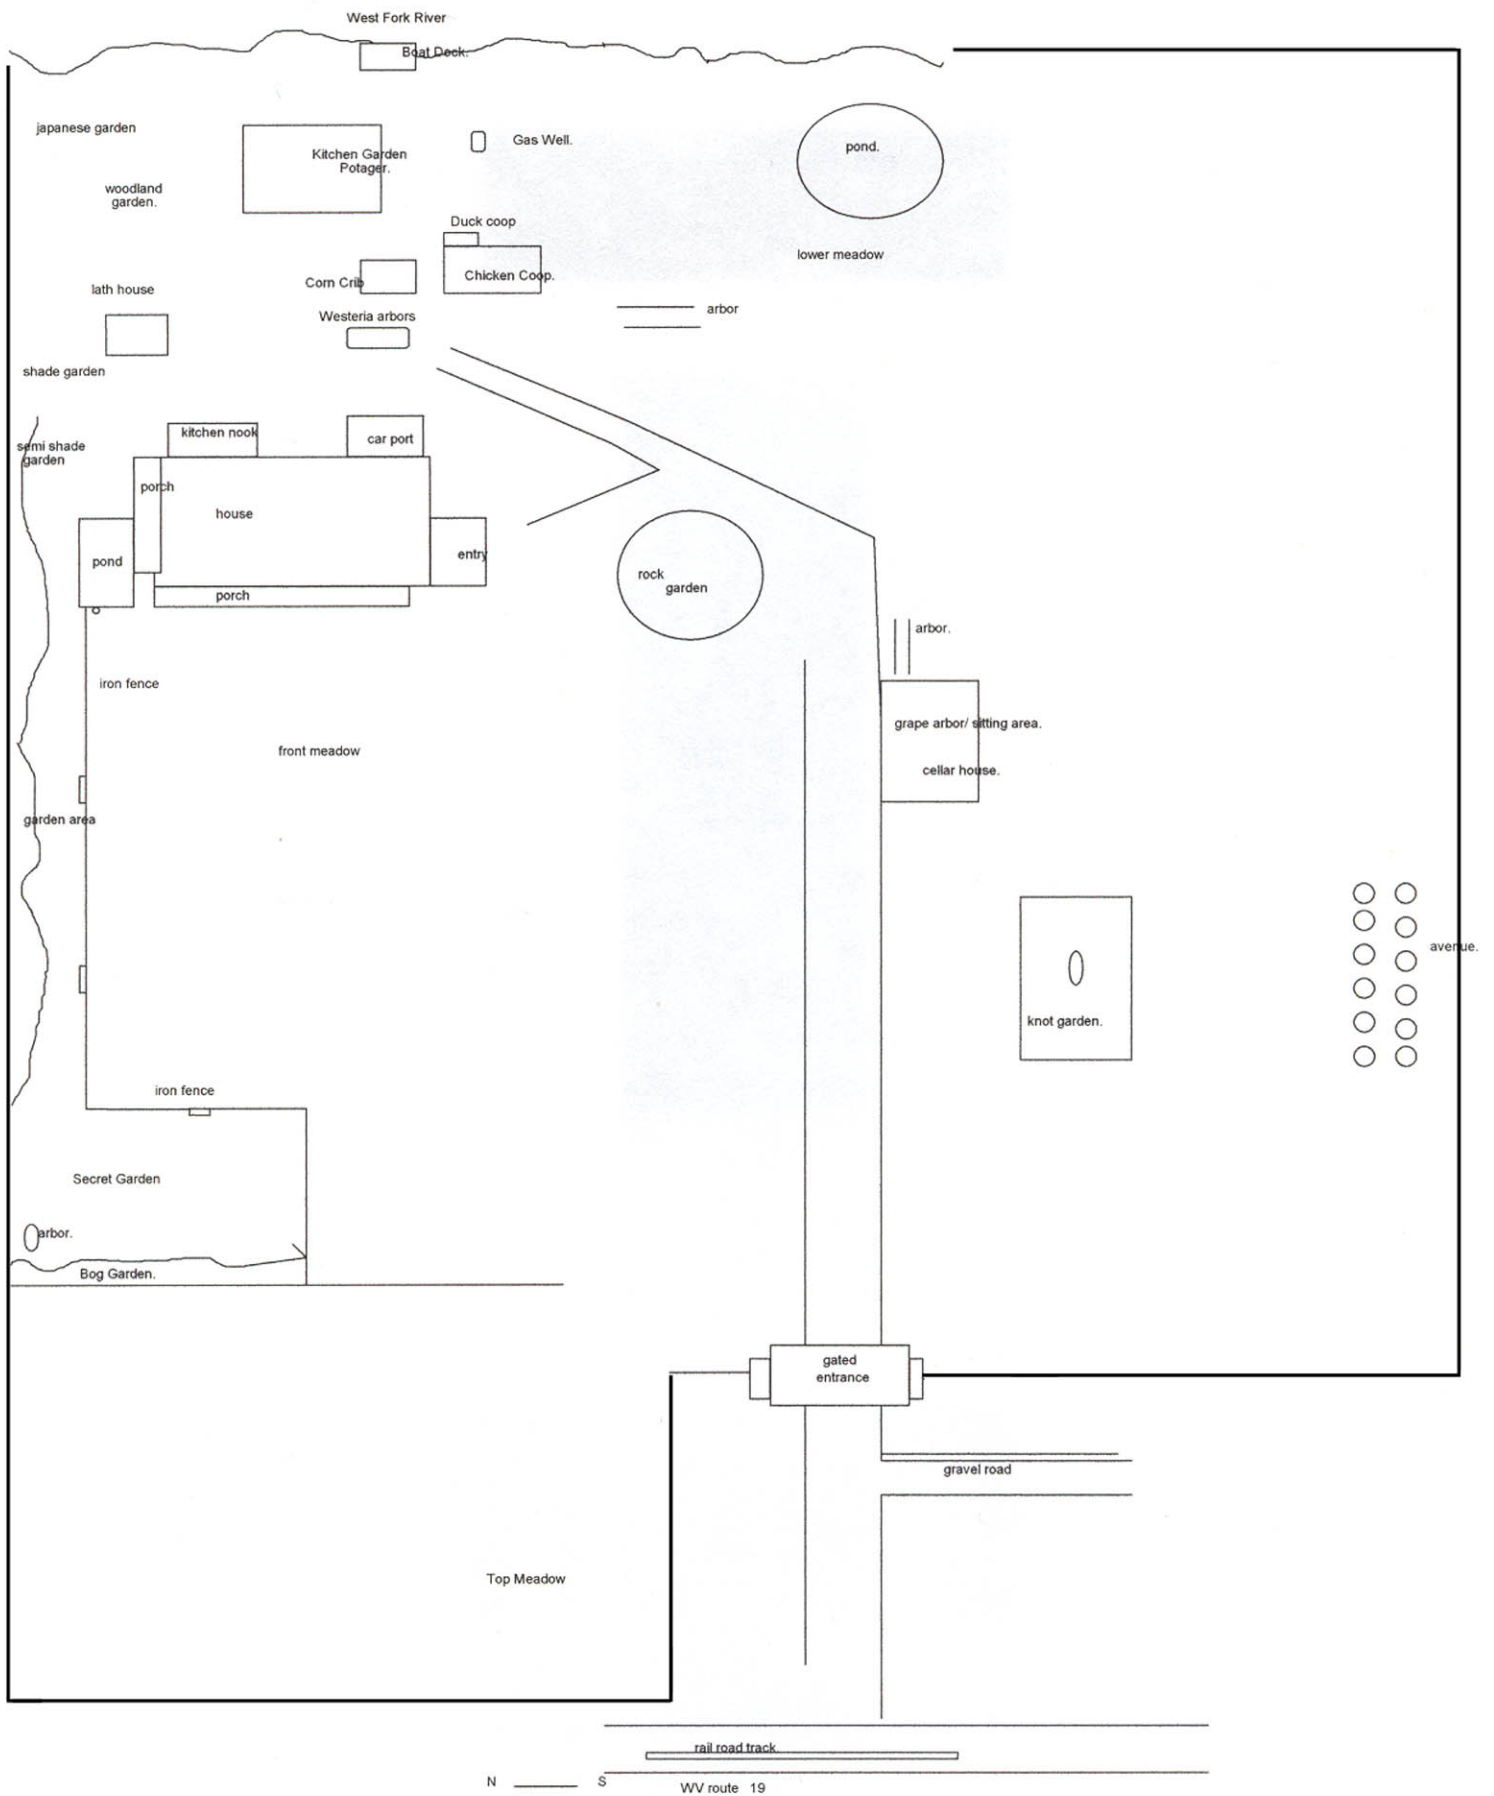 West Fork River
Boat Dock.
japanese garden
Kitchen Garden
Potager.
Gas Well.
pond.
woodland
garden.
Duck coop
lower meadow
Corn Crib
Chicken Coop.
lath house
Westeria arbors
arbor
shade garden
kitchen nook
car port
semi shade
garden
porch
house
pond
entry
rock
garden
porch
arbor.
iron fence
grape arbor/ sitting area.
front meadow
cellar house.
garden area
avenue.
knot garden.
iron fence
Secret Garden
arbor.
Bog Garden.
gated
entrance
gravel road
Top Meadow
rail road track.
N S
WV route 19